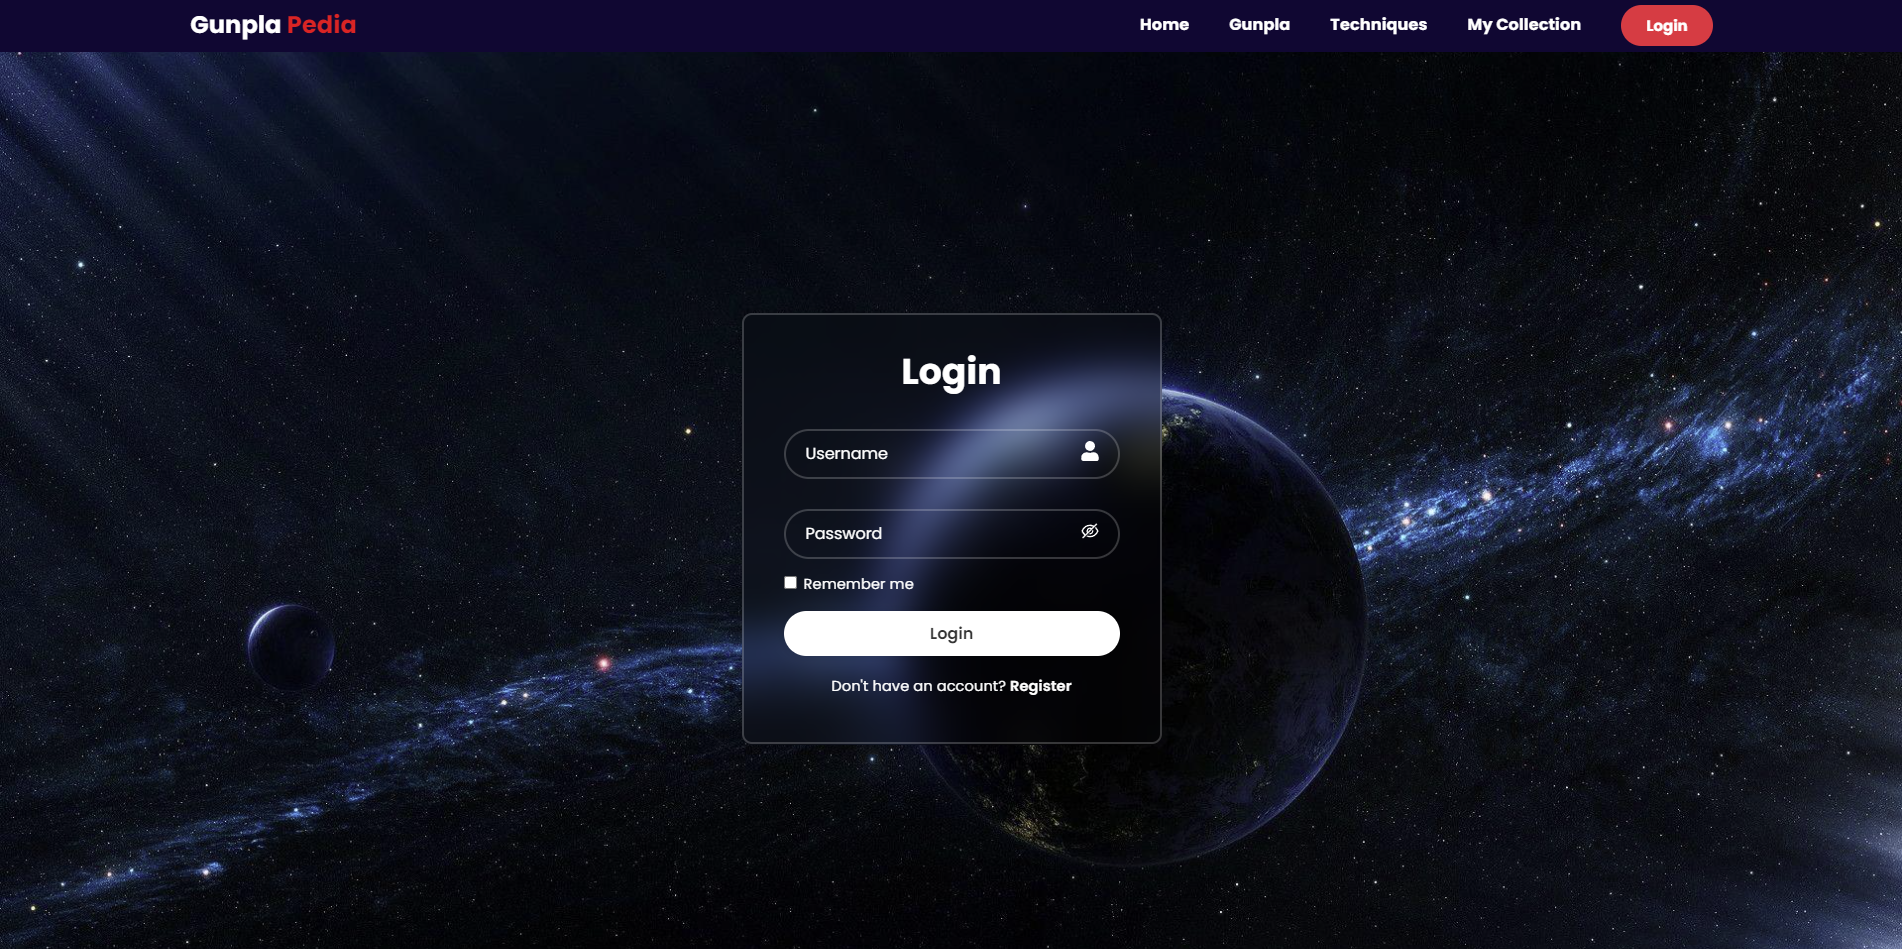 Gunpla Pedia
Home Gunpla Techniques My Collection Login
Login
Username
Password
Remember me
Login
Don't have an account? Register